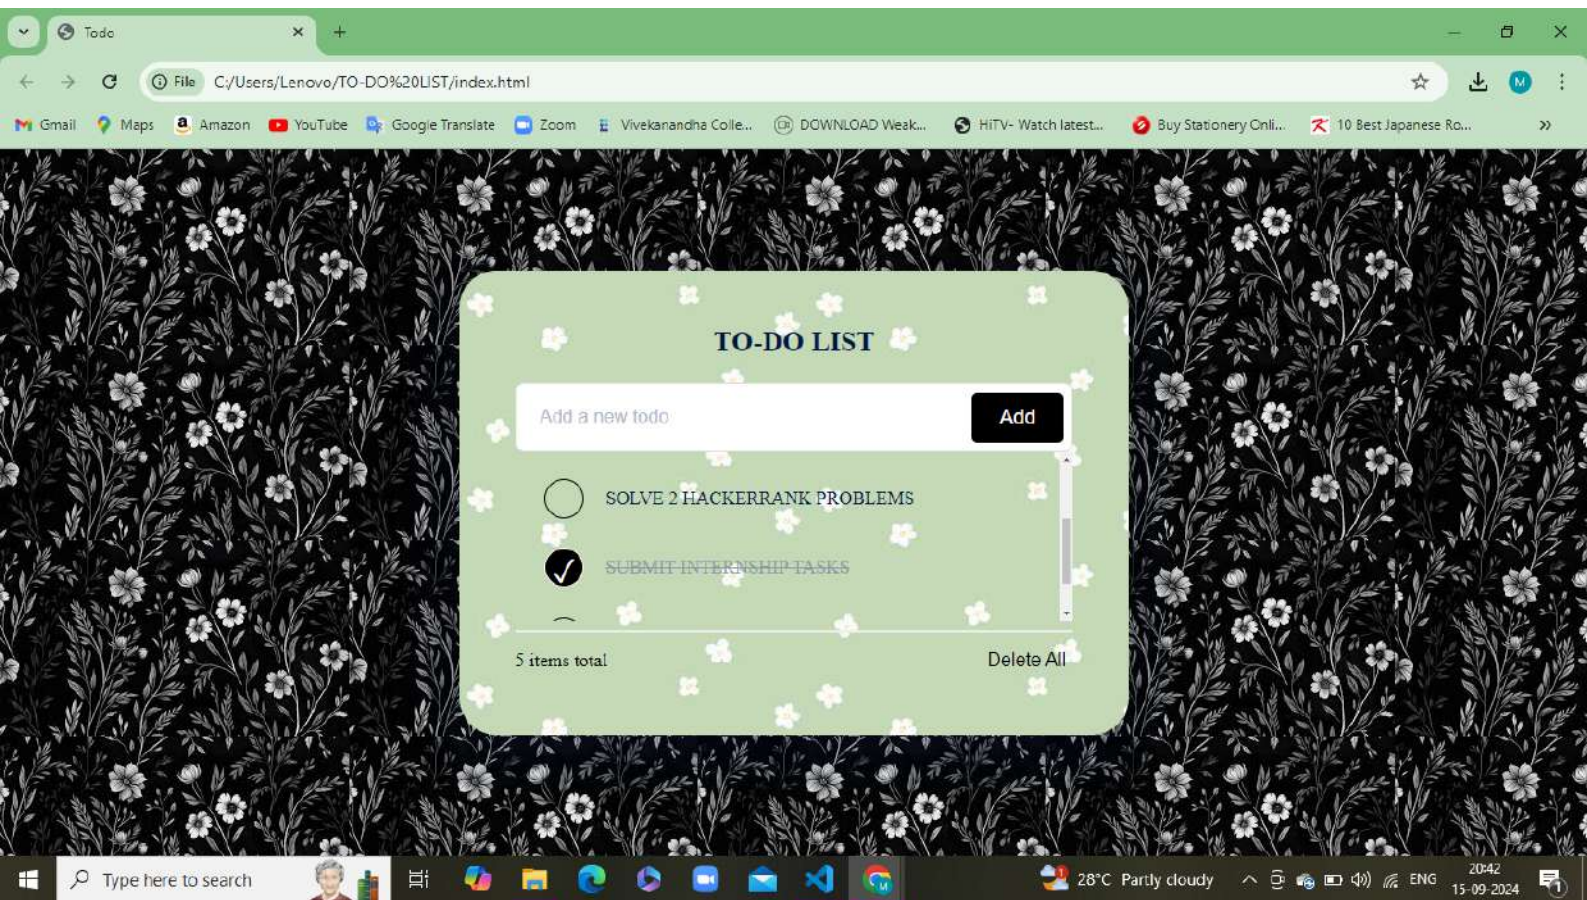 Todo
File C:/Users/Lenovo/TO-DO%20LIST/index.html
M
Gmail Maps Amazon YouTube Google Translate Zoom Vivekanandha Colle... DOWNLOAD Weak... HiTV- Watch latest... Buy Stationery Onli... 10 Best Japanese Ro... »
TO-DO LIST
Add a new todo Add
SOLVE 2 HACKERRANK PROBLEMS
SUBMIT INTERNSHIP TASKS
5 items total Delete All
Type here to search 28°C Partly cloudy ENG 20:42
15-09-2024 1